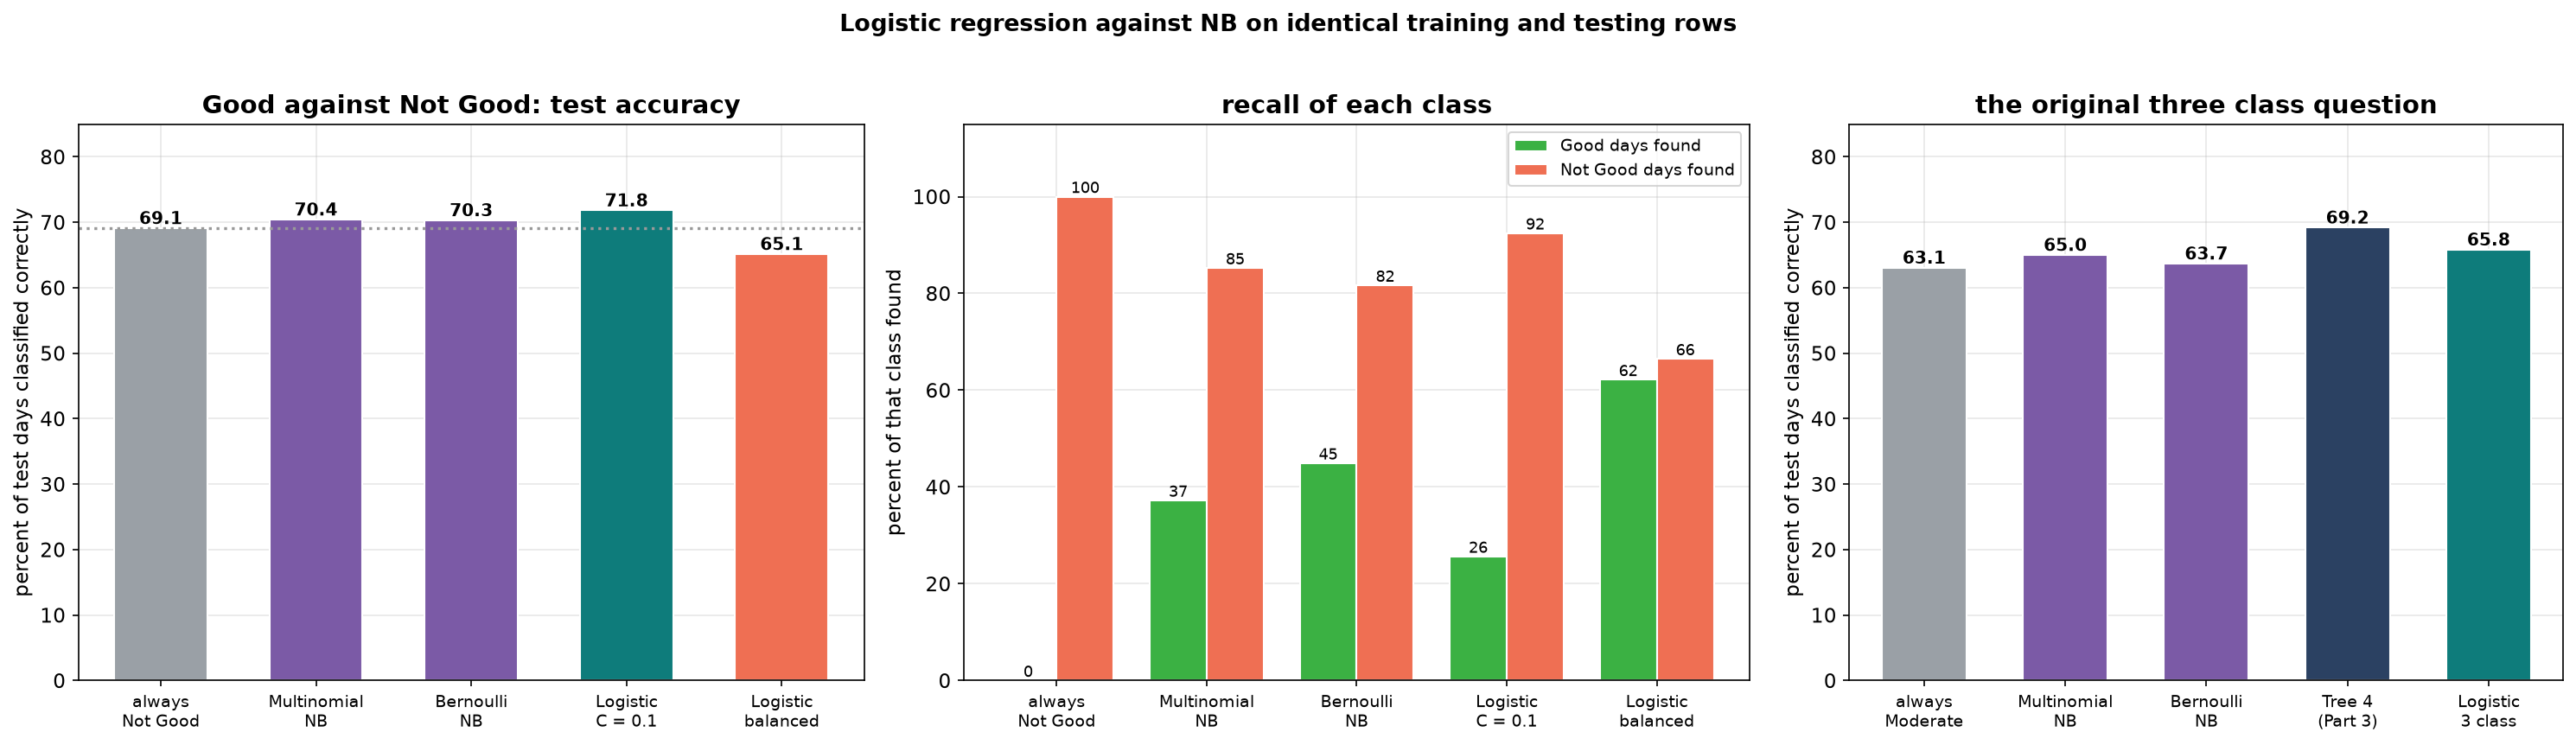 Logistic regression against NB on identical training and testing rows
Good against Not Good: test accuracy
percent of test days classified correctly
80
70
60
50
40
30
20
10
0
69.1
70.4
70.3
71.8
65.1
always
Not Good
Multinomial
NB
Bernoulli
NB
Logistic
C = 0.1
Logistic
balanced
recall of each class
percent of that class found
100
80
60
40
20
0
Good days found
Not Good days found
0
100
37
85
45
82
26
92
62
66
always
Not Good
Multinomial
NB
Bernoulli
NB
Logistic
C = 0.1
Logistic
balanced
the original three class question
percent of test days classified correctly
80
70
60
50
40
30
20
10
0
63.1
65.0
63.7
69.2
65.8
always
Moderate
Multinomial
NB
Bernoulli
NB
Tree 4
(Part 3)
Logistic
3 class